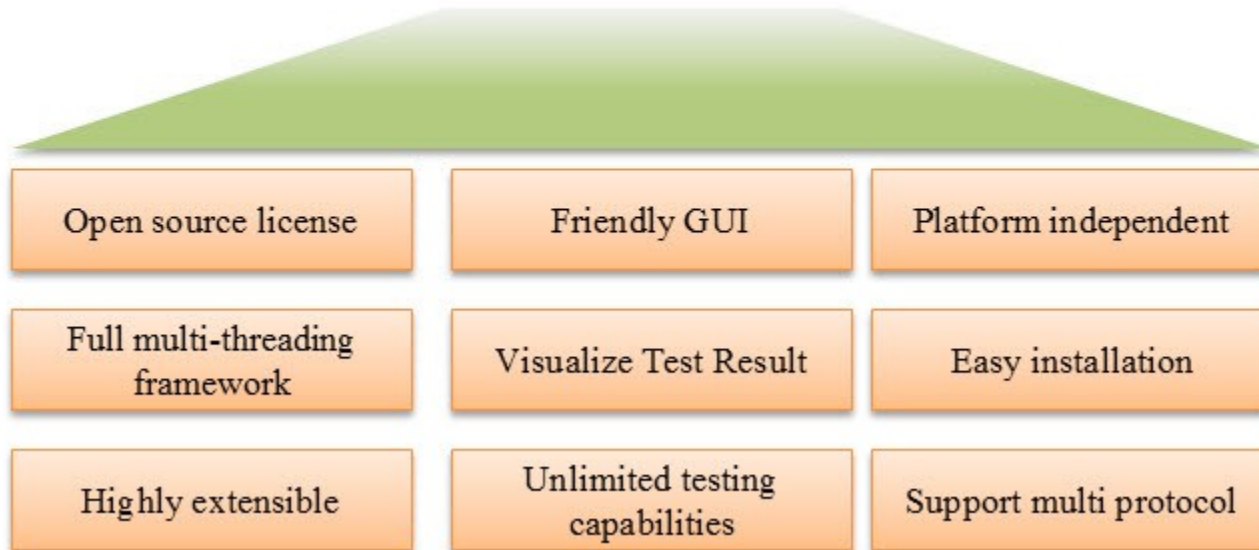 Open source license
Friendly GUI
Platform independent
Full multi-threading
framework
Visualize Test Result
Easy installation
Highly extensible
Unlimited testing
capabilities
Support multi protocol